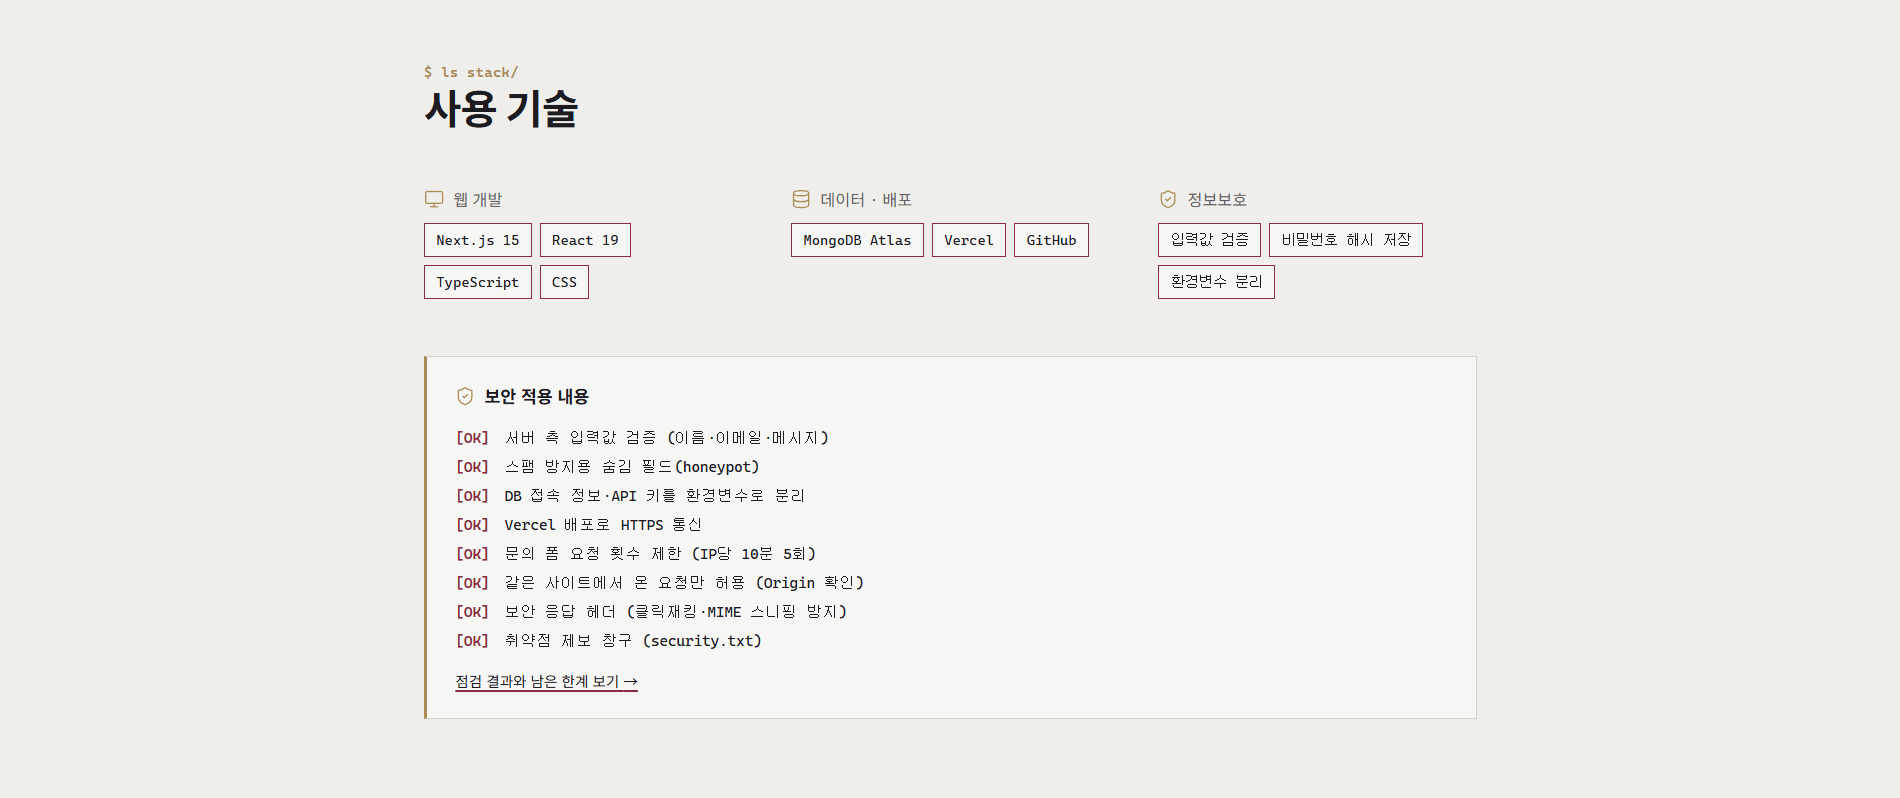 $ ls stack/
사용 기술
웹 개발
Next.js 15
React 19
TypeScript
CSS
데이터 · 배포
MongoDB Atlas
Vercel
GitHub
정보보호
입력값 검증
비밀번호 해시 저장
환경변수 분리
보안 적용 내용
[OK] 서버 측 입력값 검증 (이름·이메일·메시지)
[OK] 스팸 방지용 숨김 필드(honeypot)
[OK] DB 접속 정보·API 키를 환경변수로 분리
[OK] Vercel 배포로 HTTPS 통신
[OK] 문의 폼 요청 횟수 제한 (IP당 10분 5회)
[OK] 같은 사이트에서 온 요청만 허용 (Origin 확인)
[OK] 보안 응답 헤더 (클릭재킹·MIME 스니핑 방지)
[OK] 취약점 제보 창구 (security.txt)
점검 결과와 남은 한계 보기 →